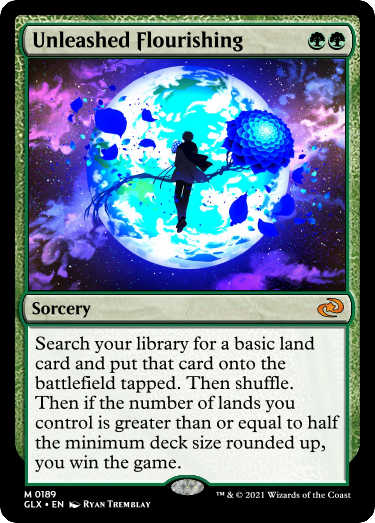 Unleashed Flourishing
Sorcery
Search your library for a basic land
card and put that card onto the
battlefield tapped. Then shuffle.
Then if the number of lands you
control is greater than or equal to half
the minimum deck size rounded up,
you win the game.
M 0189
GLX • EN Ryan Tremblay
™ & © 2021 Wizards of the Coast